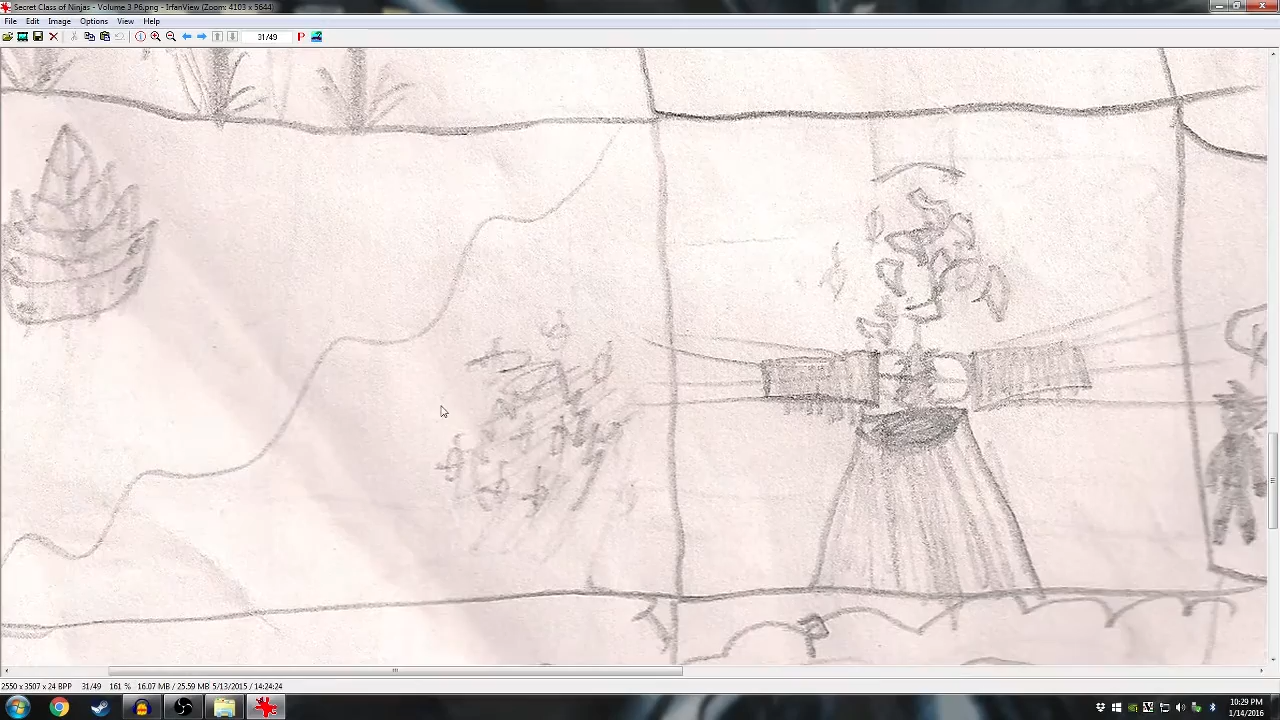 Secret Class of Ninjas - Volume 3 P6.png - IrfanView (Zoom: 4103 x 5644)
File Edit Image Options View Help
31/49
2550 x 3507 x 24 BPP 31/49 161 % 16.07 MB / 25.59 MB 5/13/2015 / 14:24:24
10:29 PM
1/14/2016